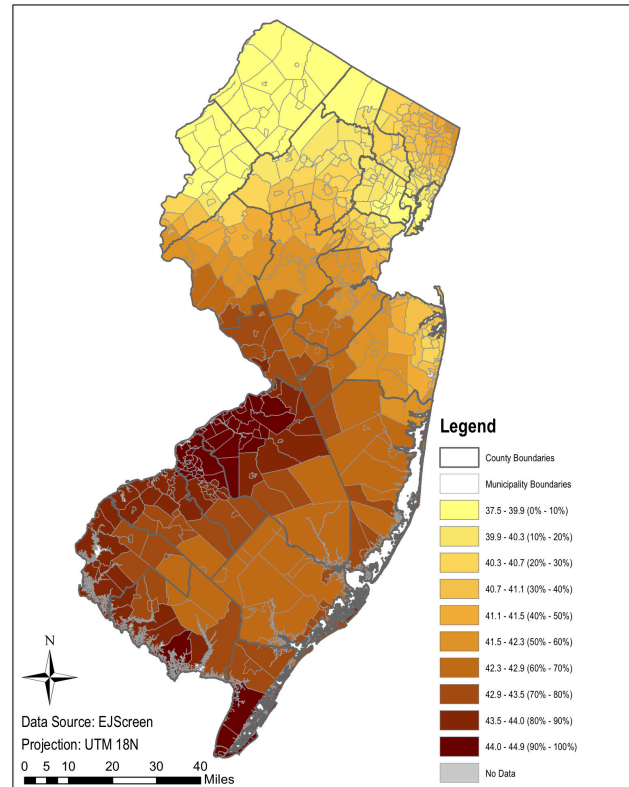 Legend
County Boundaries
Municipality Boundaries
37.5 - 39.9 (0% - 10%)
39.9 - 40.3 (10% - 20%)
40.3 - 40.7 (20% - 30%)
40.7 - 41.1 (30% - 40%)
41.1 - 41.5 (40% - 50%)
41.5 - 42.3 (50% - 60%)
42.3 - 42.9 (60% - 70%)
42.9 - 43.5 (70% - 80%)
43.5 - 44.0 (80% - 90%)
44.0 - 44.9 (90% - 100%)
No Data
N
Data Source: EJScreen
Projection: UTM 18N
0 5 10 20 30 40
Miles